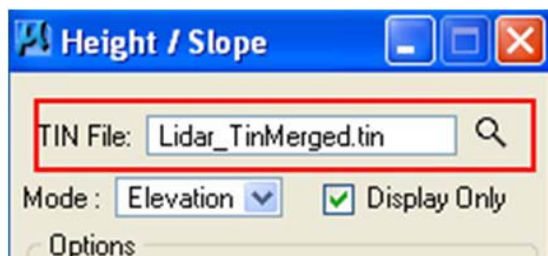 Height / Slope
TIN File: Lidar_TinMerged.tin
Mode : Elevation Display Only
Options